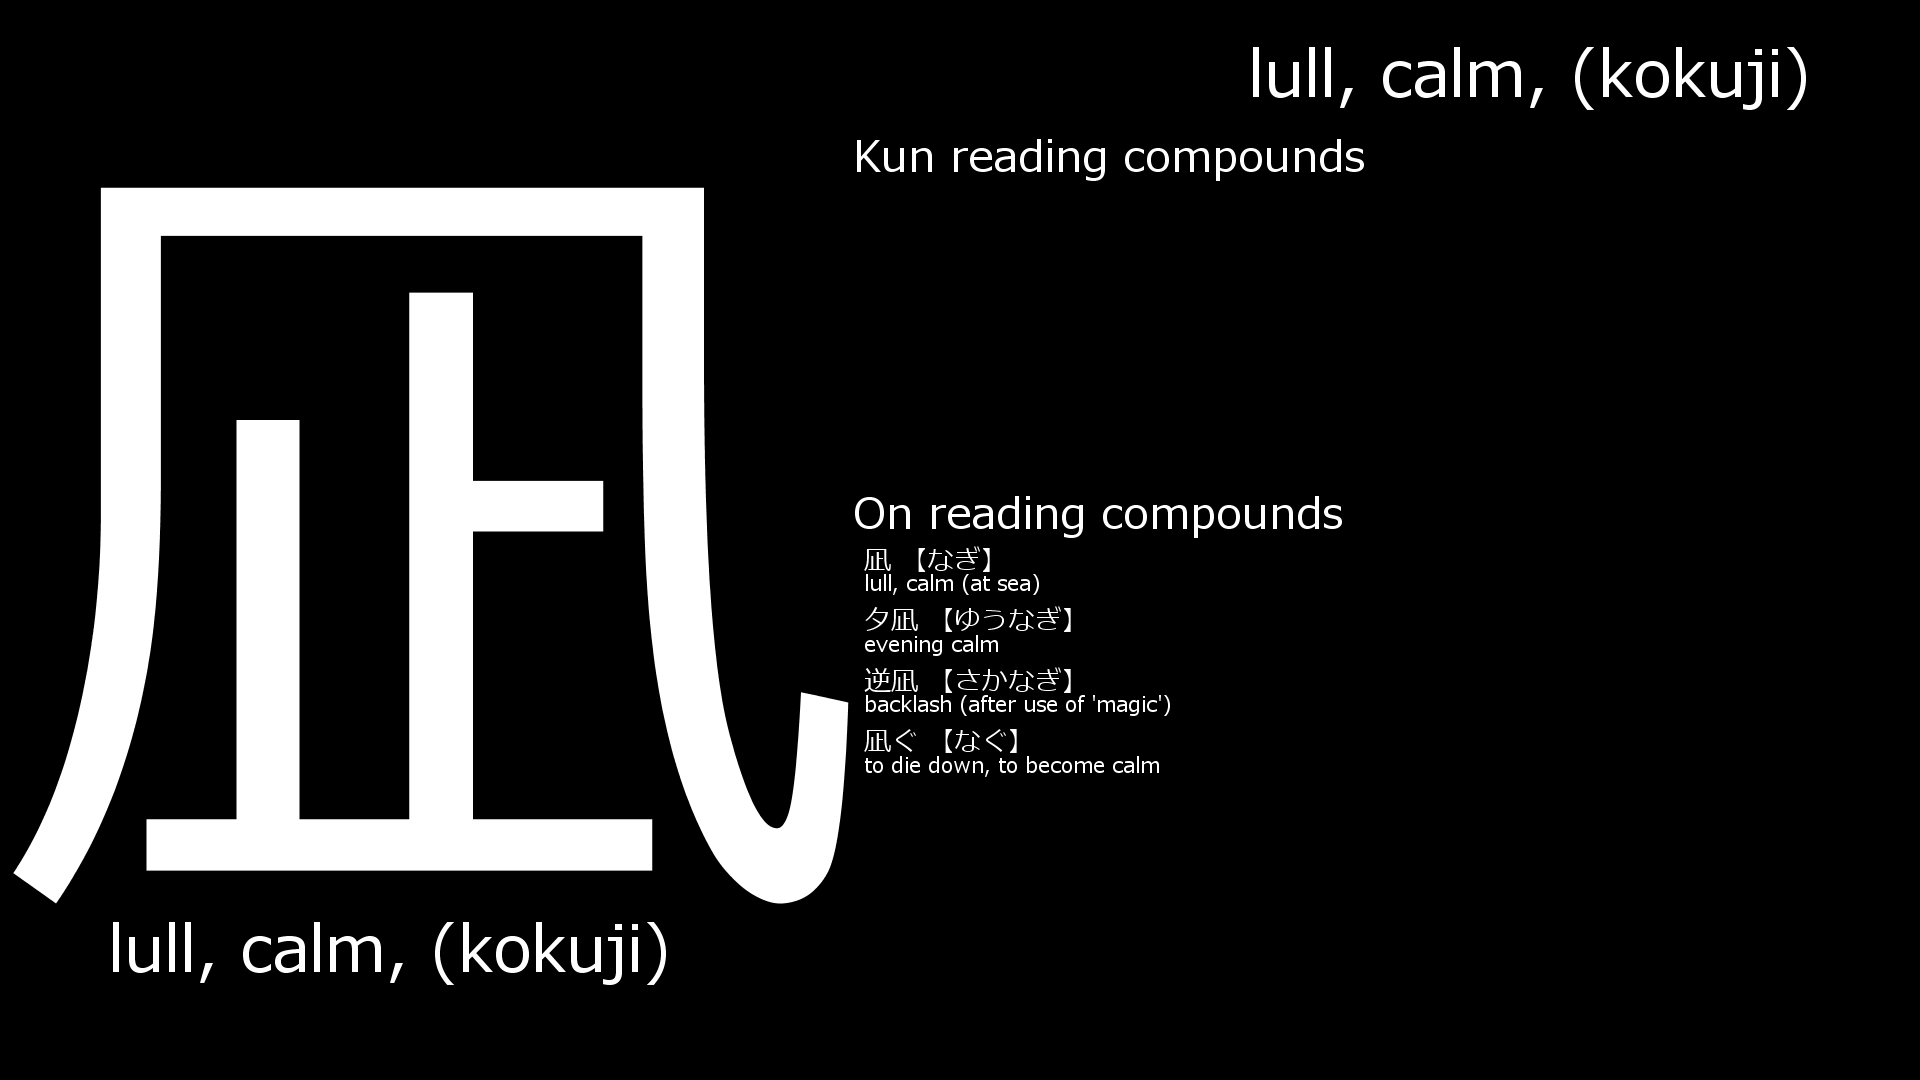 lull, calm, (kokuji)
Kun reading compounds
凪
On reading compounds
凪 【なぎ】
lull, calm (at sea)
夕凪 【ゆうなぎ】
evening calm
逆凪 【さかなぎ】
backlash (after use of 'magic')
凪ぐ 【なぐ】
to die down, to become calm
lull, calm, (kokuji)